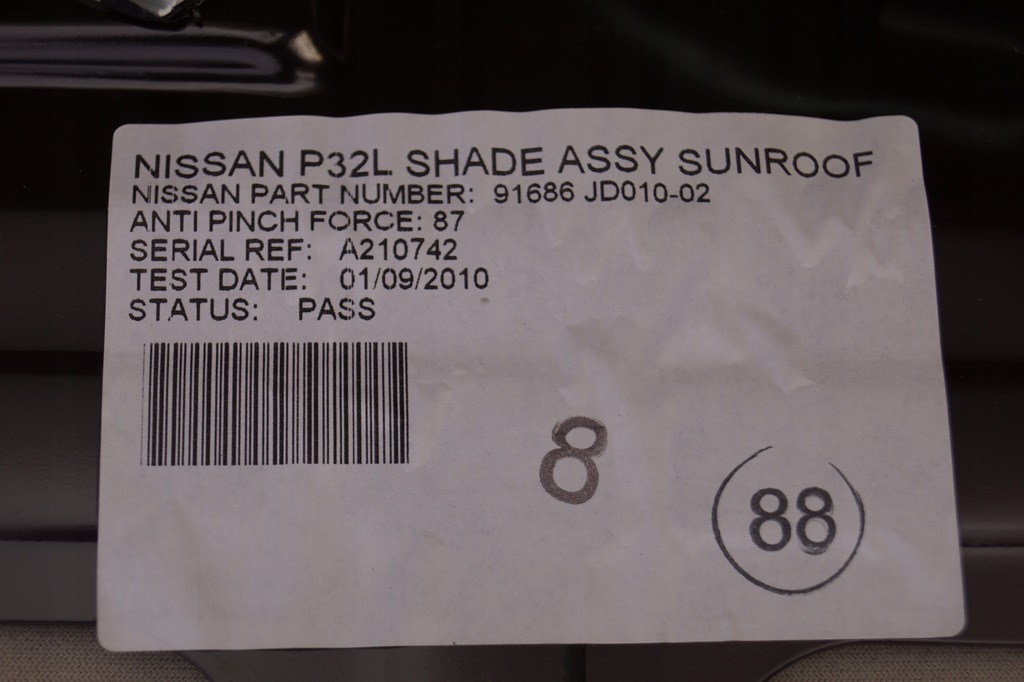 NISSAN P32L SHADE ASSY SUNROOF
NISSAN PART NUMBER: 91686 JD010-02
ANTI PINCH FORCE: 87
SERIAL REF: A210742
TEST DATE: 01/09/2010
STATUS: PASS
8
88